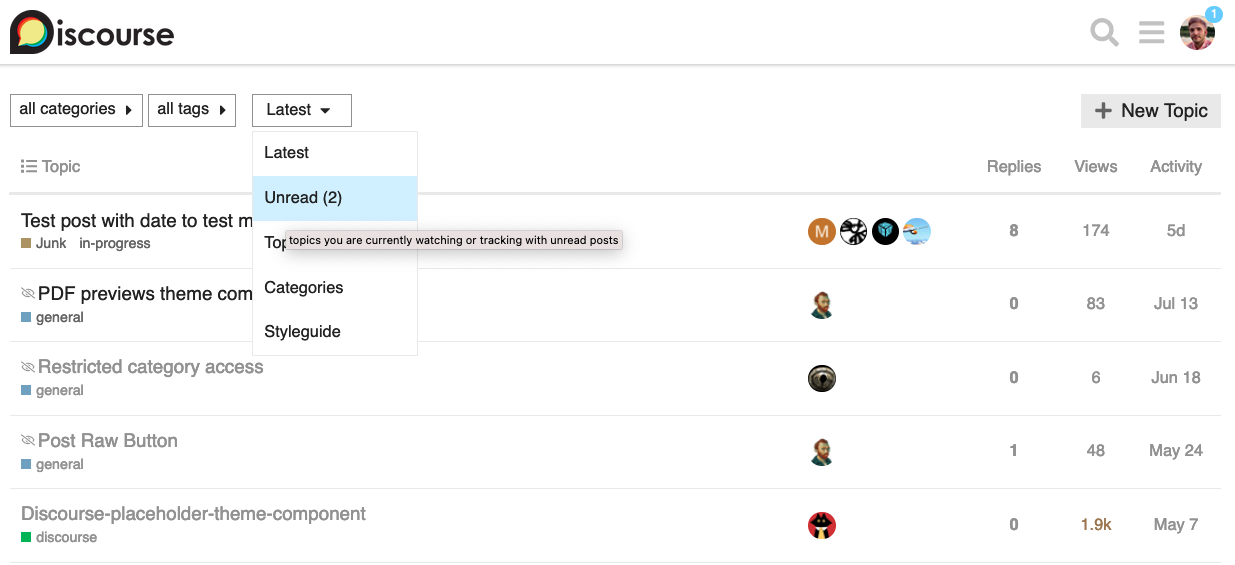 Discourse
1
all categories
all tags
Latest
New Topic
Latest
Topic Replies Views Activity
Unread (2)
Test post with date to test m 8 174 5d
Junk in-progress
Top
topics you are currently watching or tracking with unread posts
Categories
PDF previews theme com 0 83 Jul 13
general
Styleguide
Restricted category access 0 6 Jun 18
general
Post Raw Button 1 48 May 24
general
Discourse-placeholder-theme-component 0 1.9k May 7
discourse
M